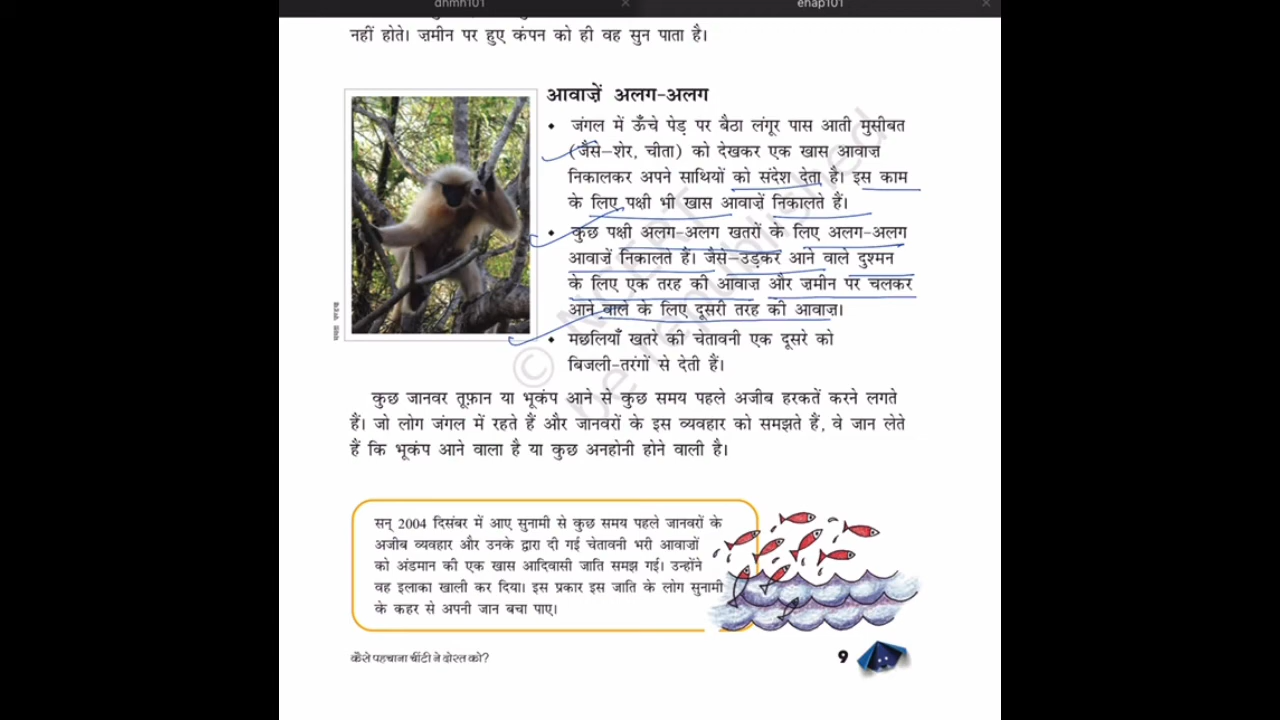 dhmh101
ehap101
नहीं होते। ज़मीन पर हुए कंपन को ही वह सुन पाता है।
आवाज़ें अलग-अलग
• जंगल में ऊँचे पेड़ पर बैठा लंगूर पास आती मुसीबत
(जैसे—शेर, चीता) को देखकर एक खास आवाज़
निकालकर अपने साथियों को संदेश देता है। इस काम
के लिए पक्षी भी खास आवाज़ें निकालते हैं।
• कुछ पक्षी अलग-अलग खतरों के लिए अलग-अलग
आवाज़ें निकालते हैं। जैसे—उड़कर आने वाले दुश्मन
के लिए एक तरह की आवाज़ और ज़मीन पर चलकर
आने वाले के लिए दूसरी तरह की आवाज़।
• मछलियाँ खतरे की चेतावनी एक दूसरे को
बिजली-तरंगों से देती हैं।
कुछ जानवर तूफ़ान या भूकंप आने से कुछ समय पहले अजीब हरकतें करने लगते
हैं। जो लोग जंगल में रहते हैं और जानवरों के इस व्यवहार को समझते हैं, वे जान लेते
हैं कि भूकंप आने वाला है या कुछ अनहोनी होने वाली है।
सन् 2004 दिसंबर में आए सुनामी से कुछ समय पहले जानवरों के
अजीब व्यवहार और उनके द्वारा दी गई चेतावनी भरी आवाज़ों
को अंडमान की एक खास आदिवासी जाति समझ गई। उन्होंने
वह इलाका खाली कर दिया। इस प्रकार इस जाति के लोग सुनामी
के कहर से अपनी जान बचा पाए।
कैसे पहचाना चींटी ने दोस्त को?
9
© NCERT
be republished